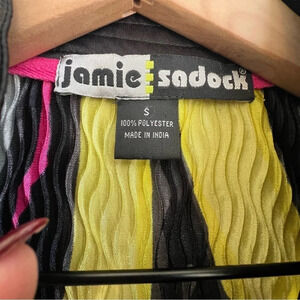 jamie sadock
S
100% POLYESTER
MADE IN INDIA